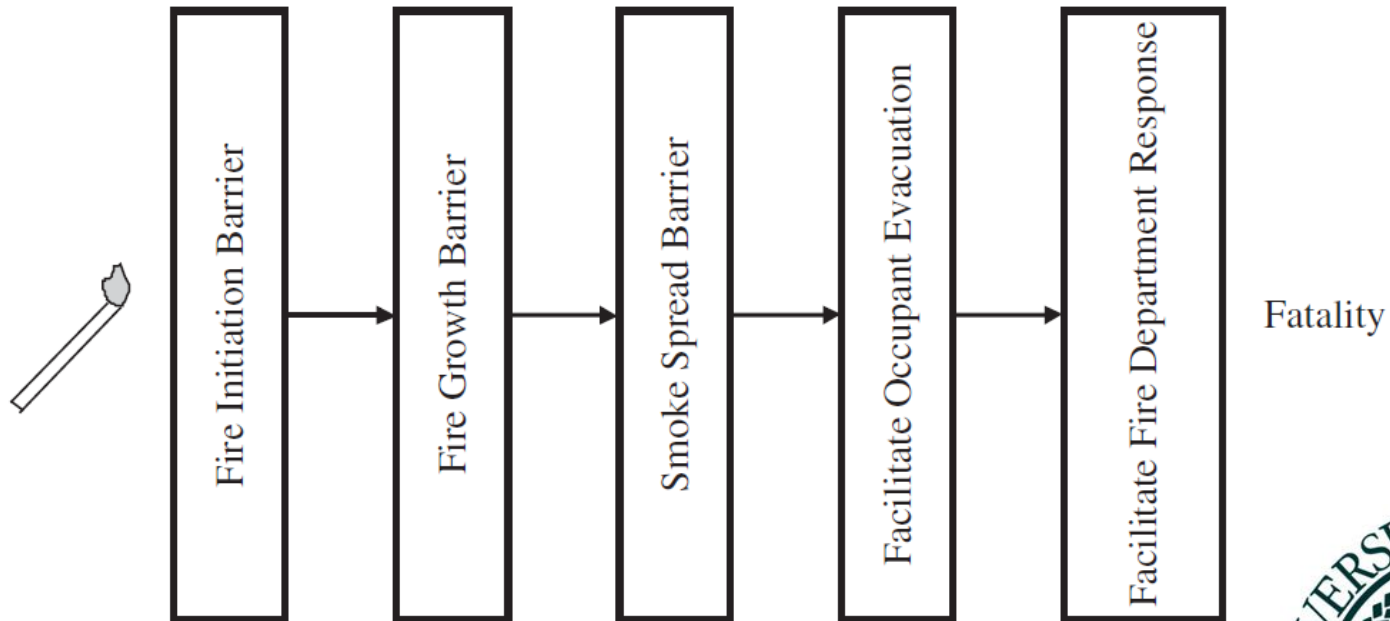 Fire Initiation Barrier
Fire Growth Barrier
Smoke Spread Barrier
Facilitate Occupant Evacuation
Facilitate Fire Department Response
Fatality